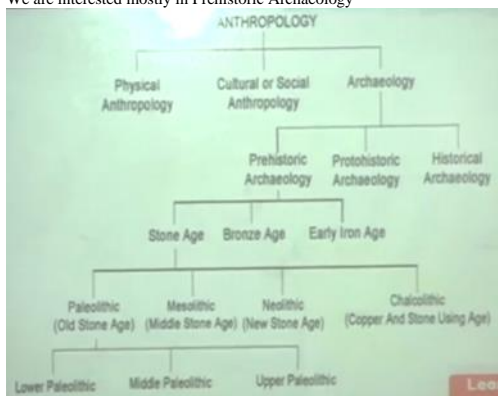 We are interested mostly in Prehistoric Archaeology
ANTHROPOLOGY
Physical
Anthropology
Cultural or Social
Anthropology
Archaeology
Prehistoric
Archaeology
Protohistoric
Archaeology
Historical
Archaeology
Stone Age
Bronze Age
Early Iron Age
Paleolithic
(Old Stone Age)
Mesolithic
(Middle Stone Age)
Neolithic
(New Stone Age)
Chalcolithic
(Copper And Stone Using Age)
Lower Paleolithic
Middle Paleolithic
Upper Paleolithic